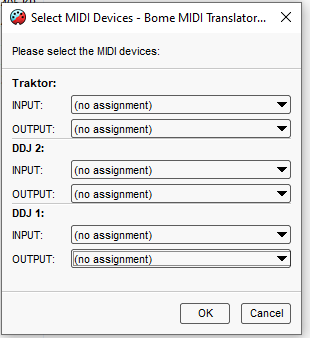 Select MIDI Devices - Bome MIDI Translator...
Please select the MIDI devices:
Traktor:
INPUT: (no assignment)
OUTPUT: (no assignment)
DDJ 2:
INPUT: (no assignment)
OUTPUT: (no assignment)
DDJ 1:
INPUT: (no assignment)
OUTPUT: (no assignment)
OK Cancel